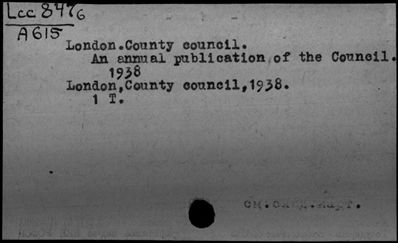 Lcc 8476
A615
London.County council.
An annual publication of the Council.
1938
London,County council,1938.
1 T.